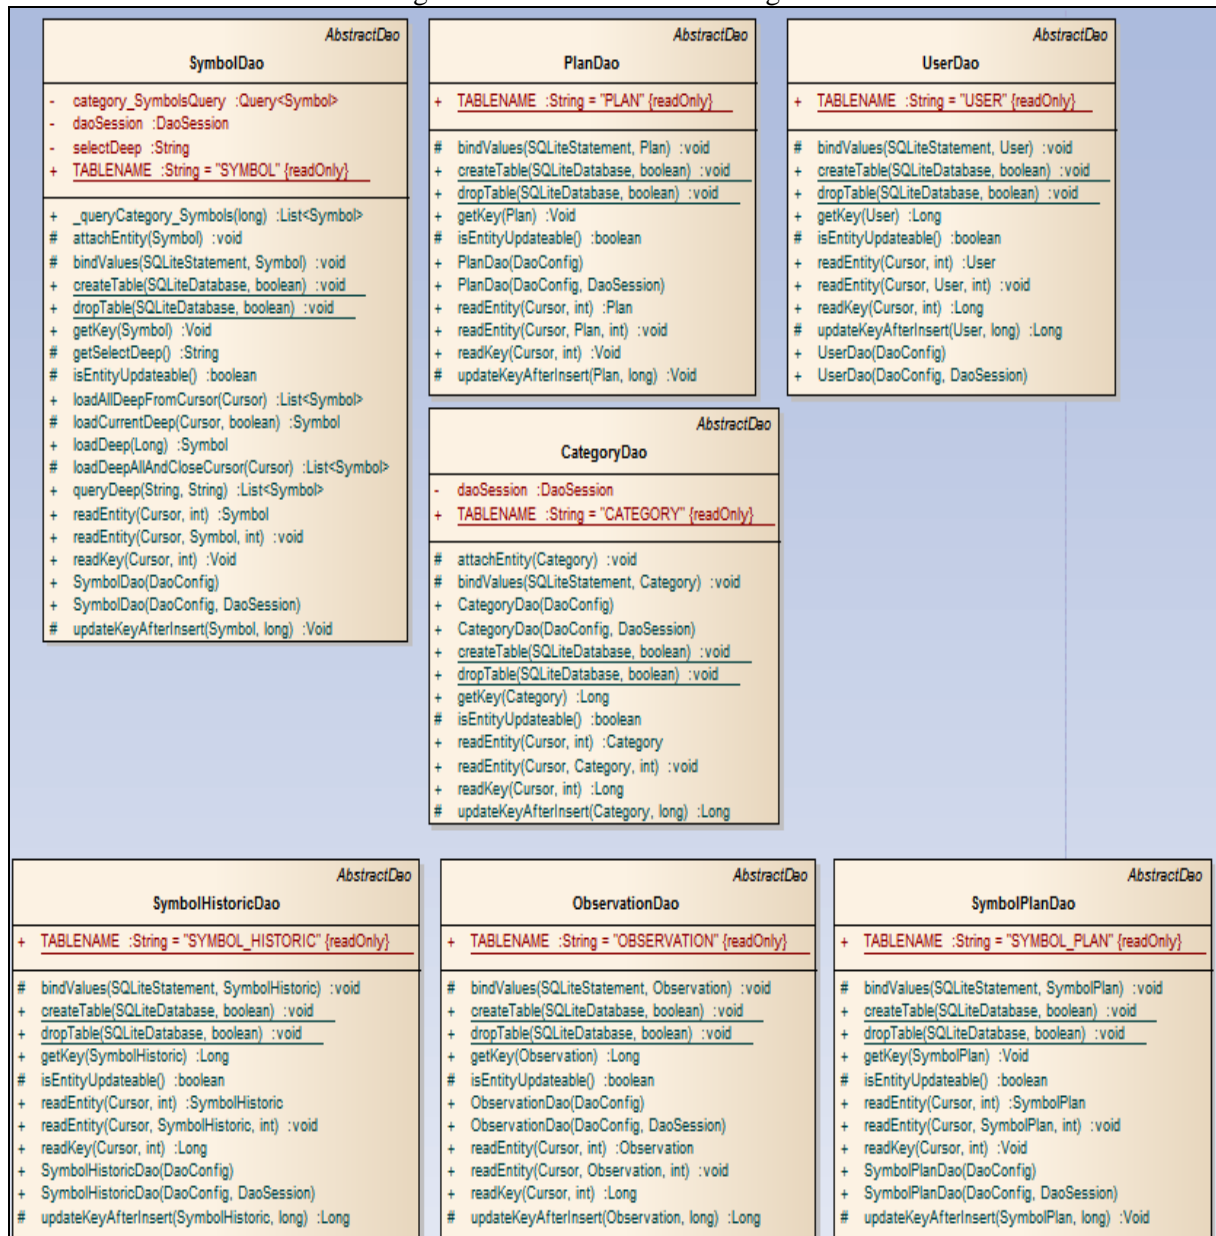 AbstractDao
SymbolDao
- category_SymbolsQuery :Query<Symbol>
- daoSession :DaoSession
- selectDeep :String
+ TABLENAME :String = "SYMBOL" {readOnly}
+ _queryCategory_Symbols(long) :List<Symbol>
# attachEntity(Symbol) :void
# bindValues(SQLiteStatement, Symbol) :void
+ createTable(SQLiteDatabase, boolean) :void
+ dropTable(SQLiteDatabase, boolean) :void
+ getKey(Symbol) :Void
# getSelectDeep() :String
# isEntityUpdateable() :boolean
+ loadAllDeepFromCursor(Cursor) :List<Symbol>
# loadCurrentDeep(Cursor, boolean) :Symbol
+ loadDeep(Long) :Symbol
# loadDeepAllAndCloseCursor(Cursor) :List<Symbol>
+ queryDeep(String, String) :List<Symbol>
+ readEntity(Cursor, int) :Symbol
+ readEntity(Cursor, Symbol, int) :void
+ readKey(Cursor, int) :Void
+ SymbolDao(DaoConfig)
+ SymbolDao(DaoConfig, DaoSession)
# updateKeyAfterInsert(Symbol, long) :Void
AbstractDao
PlanDao
+ TABLENAME :String = "PLAN" {readOnly}
# bindValues(SQLiteStatement, Plan) :void
+ createTable(SQLiteDatabase, boolean) :void
+ dropTable(SQLiteDatabase, boolean) :void
+ getKey(Plan) :Void
# isEntityUpdateable() :boolean
+ PlanDao(DaoConfig)
+ PlanDao(DaoConfig, DaoSession)
+ readEntity(Cursor, int) :Plan
+ readEntity(Cursor, Plan, int) :void
+ readKey(Cursor, int) :Void
# updateKeyAfterInsert(Plan, long) :Void
AbstractDao
UserDao
+ TABLENAME :String = "USER" {readOnly}
# bindValues(SQLiteStatement, User) :void
+ createTable(SQLiteDatabase, boolean) :void
+ dropTable(SQLiteDatabase, boolean) :void
+ getKey(User) :Long
# isEntityUpdateable() :boolean
+ readEntity(Cursor, int) :User
+ readEntity(Cursor, User, int) :void
+ readKey(Cursor, int) :Long
# updateKeyAfterInsert(User, long) :Long
+ UserDao(DaoConfig)
+ UserDao(DaoConfig, DaoSession)
AbstractDao
CategoryDao
- daoSession :DaoSession
+ TABLENAME :String = "CATEGORY" {readOnly}
# attachEntity(Category) :void
# bindValues(SQLiteStatement, Category) :void
+ CategoryDao(DaoConfig)
+ CategoryDao(DaoConfig, DaoSession)
+ createTable(SQLiteDatabase, boolean) :void
+ dropTable(SQLiteDatabase, boolean) :void
+ getKey(Category) :Long
# isEntityUpdateable() :boolean
+ readEntity(Cursor, int) :Category
+ readEntity(Cursor, Category, int) :void
+ readKey(Cursor, int) :Long
# updateKeyAfterInsert(Category, long) :Long
AbstractDao
SymbolHistoricDao
+ TABLENAME :String = "SYMBOL_HISTORIC" {readOnly}
# bindValues(SQLiteStatement, SymbolHistoric) :void
+ createTable(SQLiteDatabase, boolean) :void
+ dropTable(SQLiteDatabase, boolean) :void
+ getKey(SymbolHistoric) :Long
# isEntityUpdateable() :boolean
+ readEntity(Cursor, int) :SymbolHistoric
+ readEntity(Cursor, SymbolHistoric, int) :void
+ readKey(Cursor, int) :Long
+ SymbolHistoricDao(DaoConfig)
+ SymbolHistoricDao(DaoConfig, DaoSession)
# updateKeyAfterInsert(SymbolHistoric, long) :Long
AbstractDao
ObservationDao
+ TABLENAME :String = "OBSERVATION" {readOnly}
# bindValues(SQLiteStatement, Observation) :void
+ createTable(SQLiteDatabase, boolean) :void
+ dropTable(SQLiteDatabase, boolean) :void
+ getKey(Observation) :Long
# isEntityUpdateable() :boolean
+ ObservationDao(DaoConfig)
+ ObservationDao(DaoConfig, DaoSession)
+ readEntity(Cursor, int) :Observation
+ readEntity(Cursor, Observation, int) :void
+ readKey(Cursor, int) :Long
# updateKeyAfterInsert(Observation, long) :Long
AbstractDao
SymbolPlanDao
+ TABLENAME :String = "SYMBOL_PLAN" {readOnly}
# bindValues(SQLiteStatement, SymbolPlan) :void
+ createTable(SQLiteDatabase, boolean) :void
+ dropTable(SQLiteDatabase, boolean) :void
+ getKey(SymbolPlan) :Void
# isEntityUpdateable() :boolean
+ readEntity(Cursor, int) :SymbolPlan
+ readEntity(Cursor, SymbolPlan, int) :void
+ readKey(Cursor, int) :Void
+ SymbolPlanDao(DaoConfig)
+ SymbolPlanDao(DaoConfig, DaoSession)
# updateKeyAfterInsert(SymbolPlan, long) :Void